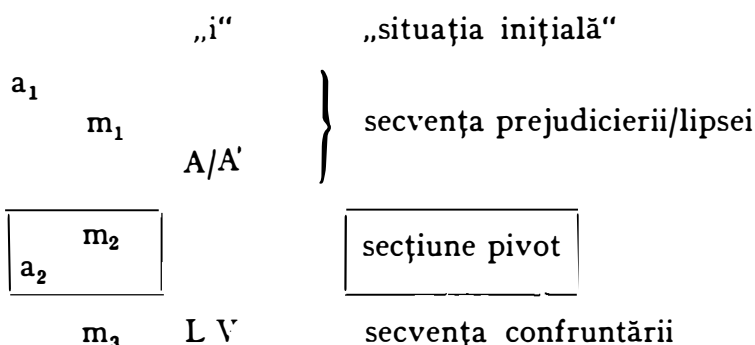 „i“ „situația inițială“
a₁
m₁ secvența prejudicierii/lipsei
A/A'
m₂ secțiune pivot
a₂
m₃ L V secvența confruntării